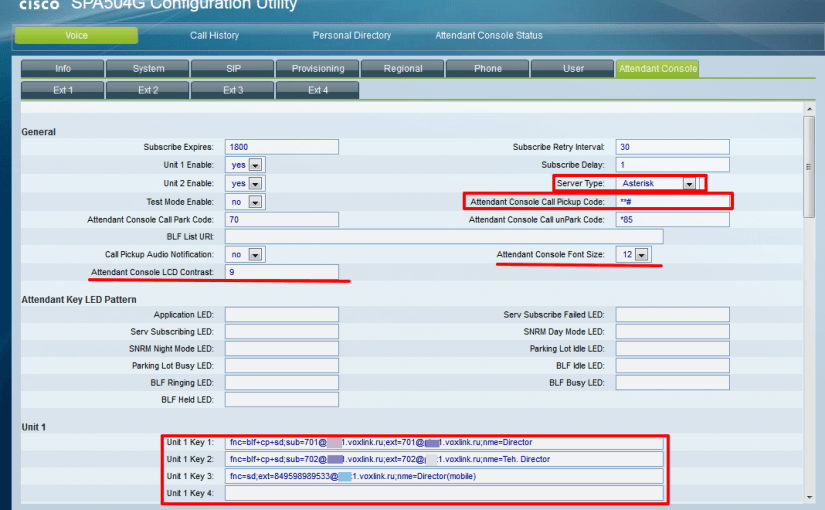 cisco SPA504G Configuration Utility
Voice Call History Personal Directory Attendant Console Status
Info System SIP Provisioning Regional Phone User Attendant Console
Ext 1 Ext 2 Ext 3 Ext 4
General
Subscribe Expires: 1800 Subscribe Retry Interval: 30
Unit 1 Enable: yes Subscribe Delay: 1
Unit 2 Enable: yes Server Type: Asterisk
Test Mode Enable: no Attendant Console Call Pickup Code: **#
Attendant Console Call Park Code: 70 Attendant Console Call unPark Code: *85
BLF List URI:
Call Pickup Audio Notification: no Attendant Console Font Size: 12
Attendant Console LCD Contrast: 9
Attendant Key LED Pattern
Application LED: Serv Subscribe Failed LED:
Serv Subscribing LED: SNRM Day Mode LED:
SNRM Night Mode LED: Parking Lot Idle LED:
Parking Lot Busy LED: BLF Idle LED:
BLF Ringing LED: BLF Busy LED:
BLF Held LED:
Unit 1
Unit 1 Key 1: fnc=blf+cp+sd;sub=701@ 1.voxlink.ru;ext=701@ 1.voxlink.ru;nme=Director
Unit 1 Key 2: fnc=blf+cp+sd;sub=702@ 1.voxlink.ru;ext=702@ 1.voxlink.ru;nme=Teh. Director
Unit 1 Key 3: fnc=sd;ext=849598989533@ 1.voxlink.ru;nme=Director(mobile)
Unit 1 Key 4: